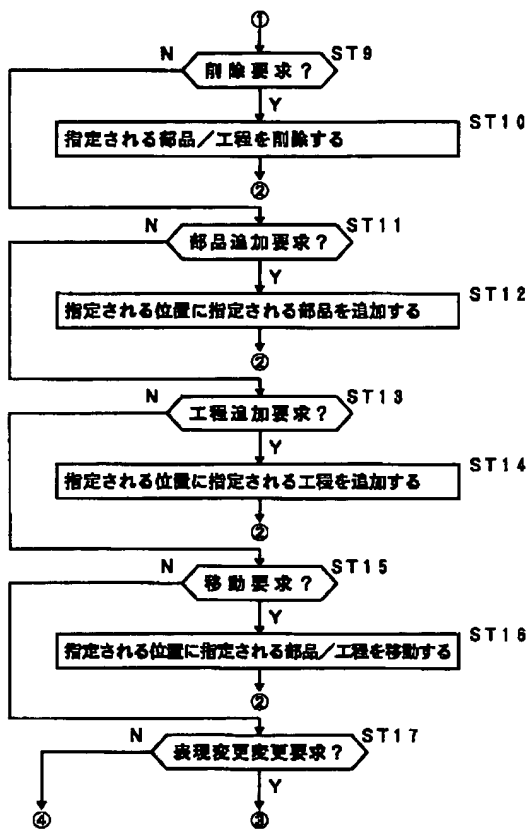 ①
N
ST9
削除要求？
Y
ST10
指定される部品／工程を削除する
②
N
ST11
部品追加要求？
Y
ST12
指定される位置に指定される部品を追加する
②
N
ST13
工程追加要求？
Y
ST14
指定される位置に指定される工程を追加する
②
N
ST15
移動要求？
Y
ST16
指定される位置に指定される部品／工程を移動する
②
N
ST17
表現変更変更要求？
Y
④
③